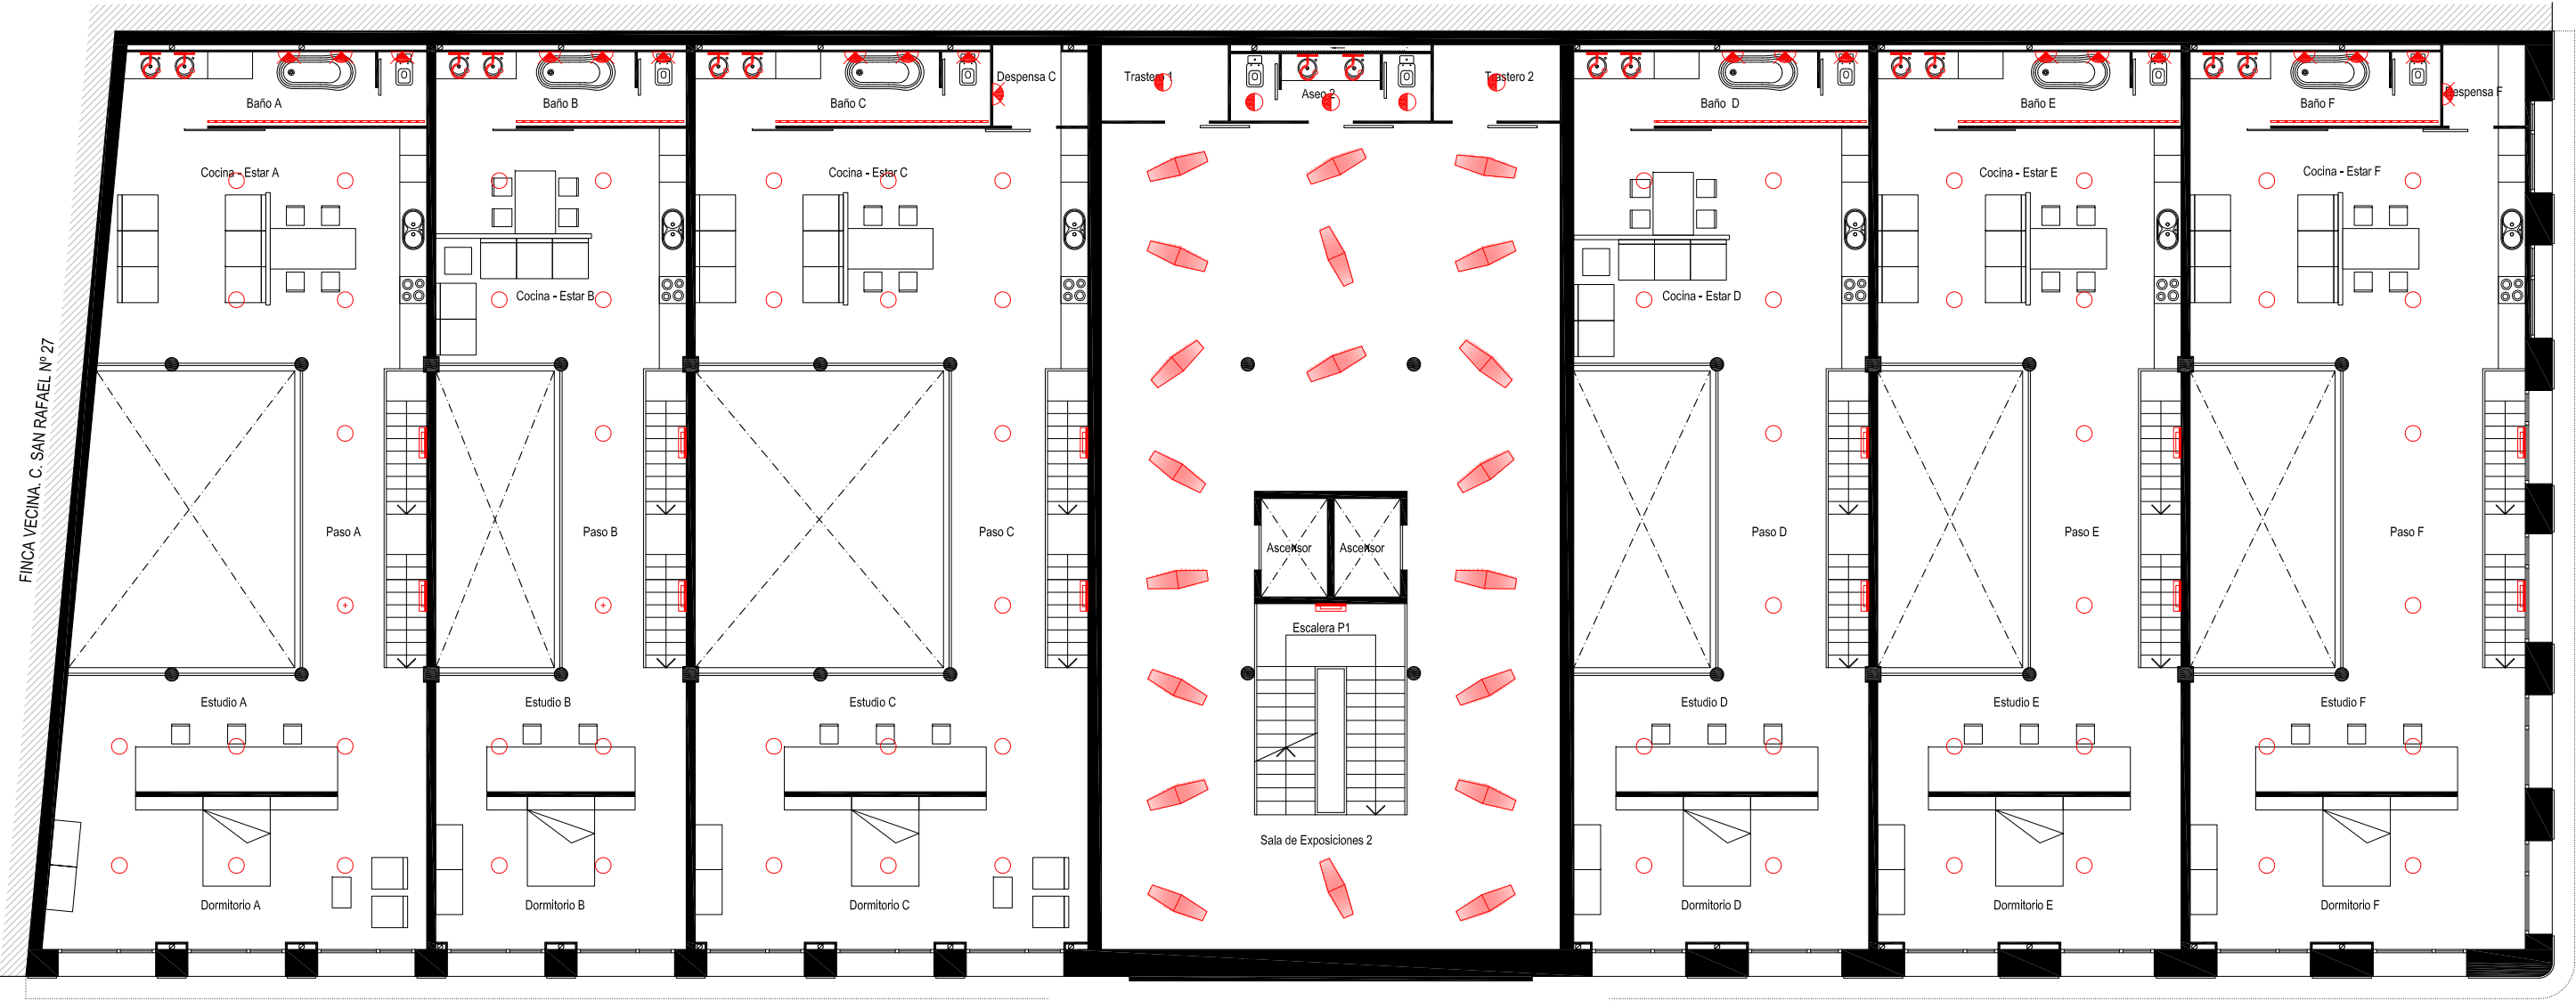 Despensa C
Trastero 1
Aseo 2
Trastero 2
Despensa F
Baño A
Baño B
Baño C
Baño D
Baño E
Baño F
Cocina - Estar A
Cocina - Estar C
Cocina - Estar E
Cocina - Estar F
Cocina - Estar B
Cocina - Estar D
FINCA VECINA. C. SAN RAFAEL Nº 27
Paso A
Paso B
Paso C
Ascensor
Ascensor
Paso D
Paso E
Paso F
Escalera P1
Estudio A
Estudio B
Estudio C
Estudio D
Estudio E
Estudio F
Sala de Exposiciones 2
Dormitorio A
Dormitorio B
Dormitorio C
Dormitorio D
Dormitorio E
Dormitorio F